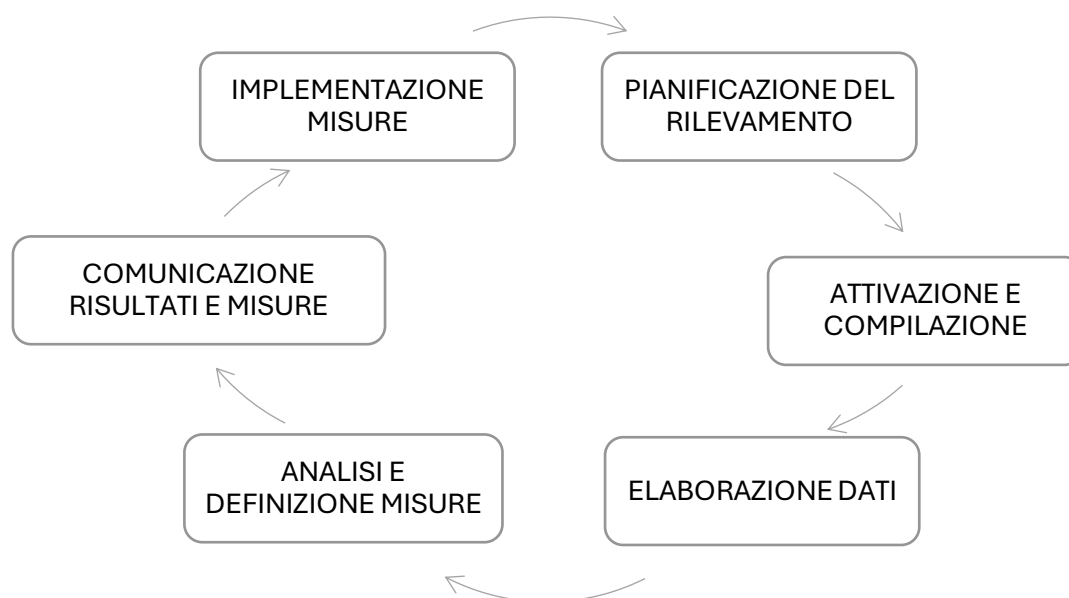 IMPLEMENTAZIONE
MISURE
PIANIFICAZIONE DEL
RILEVAMENTO
COMUNICAZIONE
RISULTATI E MISURE
ATTIVAZIONE E
COMPILAZIONE
ANALISI E
DEFINIZIONE MISURE
ELABORAZIONE DATI